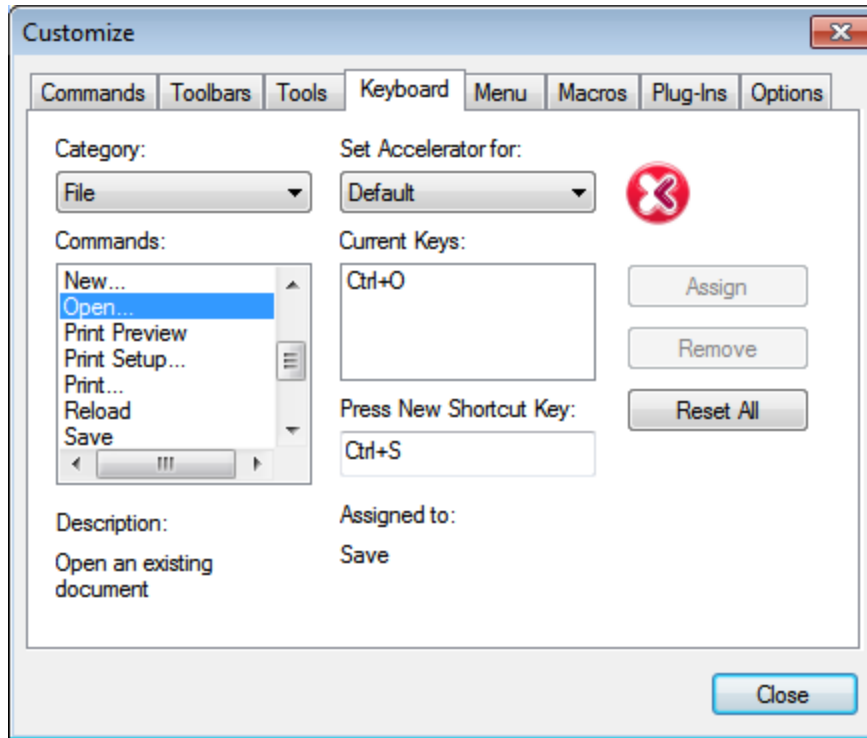 Customize
Commands Toolbars Tools Keyboard Menu Macros Plug-Ins Options
Category:
File
Set Accelerator for:
Default
Commands:
New...
Open...
Print Preview
Print Setup...
Print...
Reload
Save
Current Keys:
Ctrl+O
Press New Shortcut Key:
Ctrl+S
Assign
Remove
Reset All
Description:
Open an existing
document
Assigned to:
Save
Close